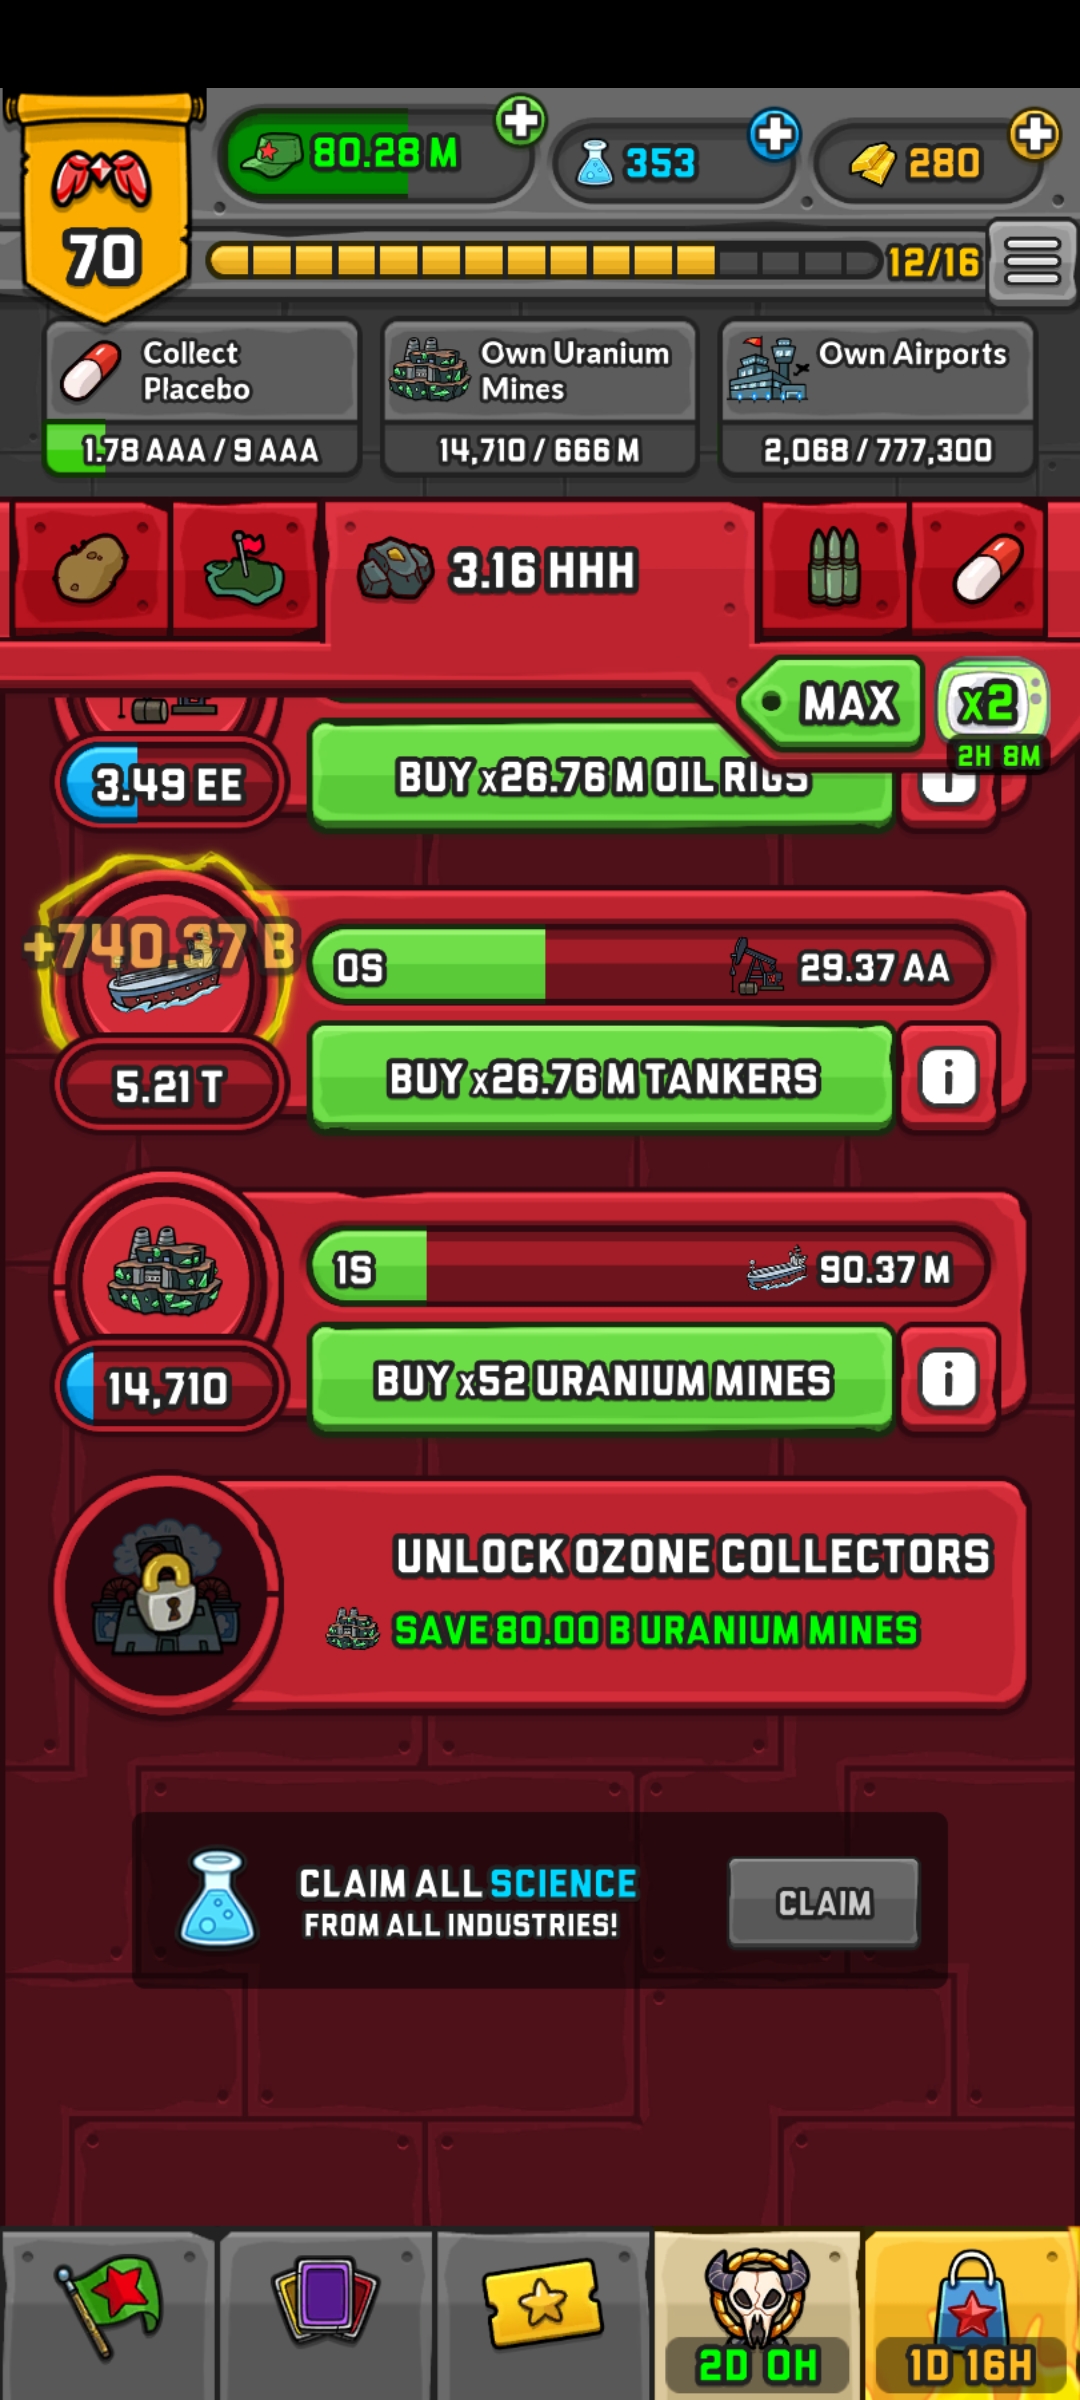 80.28 M
353
280
70
12/16
Collect
Placebo
Own Uranium
Mines
Own Airports
1.78 AAA / 9 AAA
14,710 / 666 M
2,068 / 777,300
3.16 HHH
MAX
x2
2H 8M
3.49 EE
BUY x26.76 M OIL RIGS
+740.37 B
0S
29.37 AA
5.21 T
BUY x26.76 M TANKERS
i
1S
90.37 M
14,710
BUY x52 URANIUM MINES
i
UNLOCK OZONE COLLECTORS
SAVE 80.00 B URANIUM MINES
CLAIM ALL SCIENCE
FROM ALL INDUSTRIES!
CLAIM
2D 0H
1D 16H